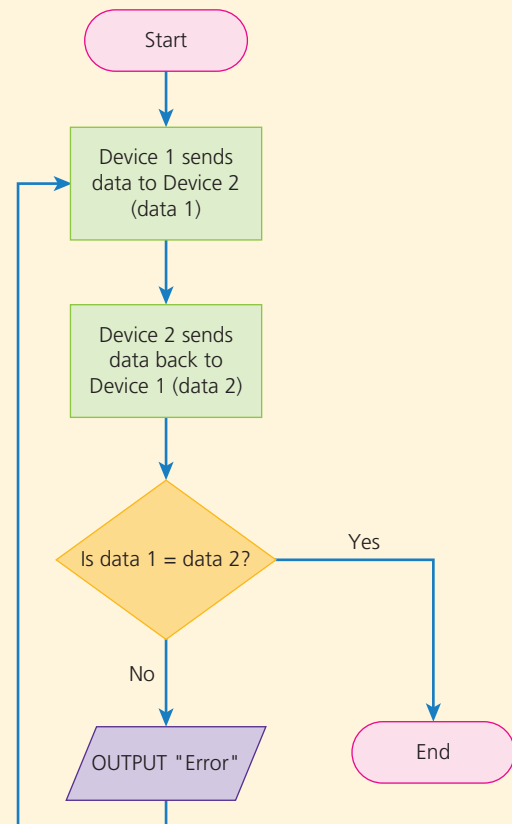 Start
Device 1 sends
data to Device 2
(data 1)
Device 2 sends
data back to
Device 1 (data 2)
Is data 1 = data 2?
Yes
No
OUTPUT "Error"
End